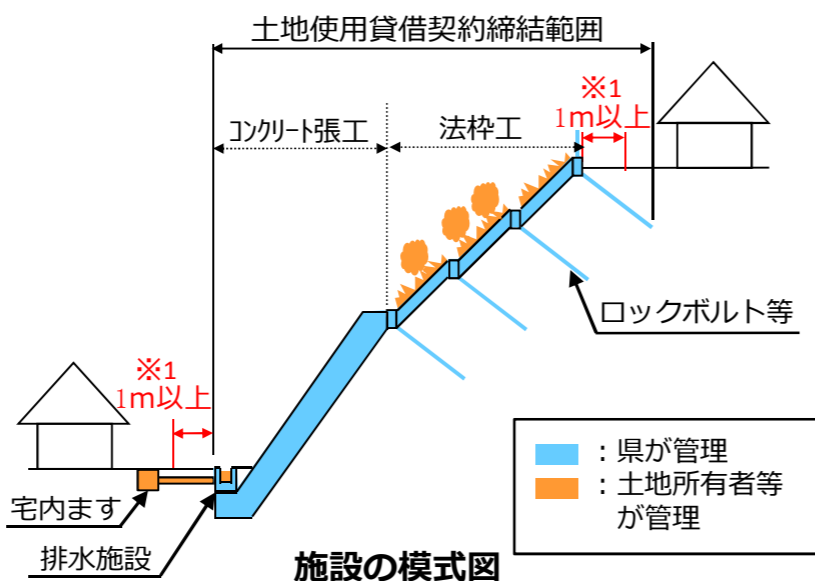 土地使用貸借契約締結範囲
※1
1m以上
コンクリート張工
法枠工
ロックボルト等
※1
1m以上
：県が管理
：土地所有者等
が管理
宅内ます
排水施設
施設の模式図